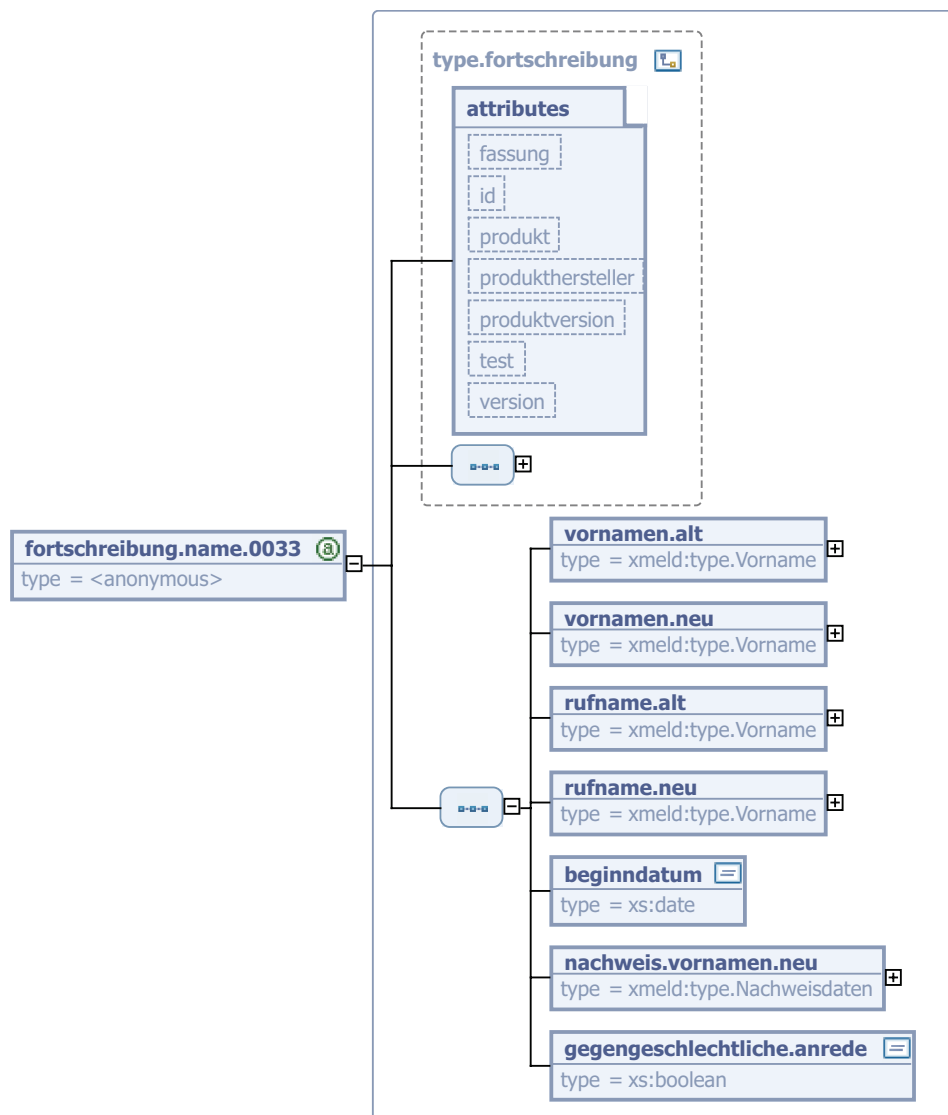 type.fortschreibung
attributes
fassung
id
produkt
produkthersteller
produktversion
test
version
fortschreibung.name.0033
type = <anonymous>
vornamen.alt
type = xmeld:type.Vorname
vornamen.neu
type = xmeld:type.Vorname
rufname.alt
type = xmeld:type.Vorname
rufname.neu
type = xmeld:type.Vorname
beginndatum
type = xs:date
nachweis.vornamen.neu
type = xmeld:type.Nachweisdaten
gegengeschlechtliche.anrede
type = xs:boolean